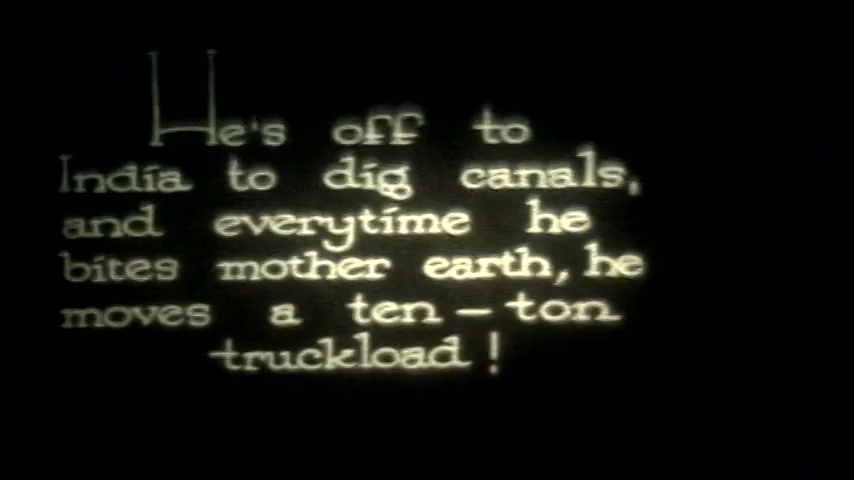 He's off to
India to dig canals,
and everytime he
bites mother earth, he
moves a ten-ton
truckload!